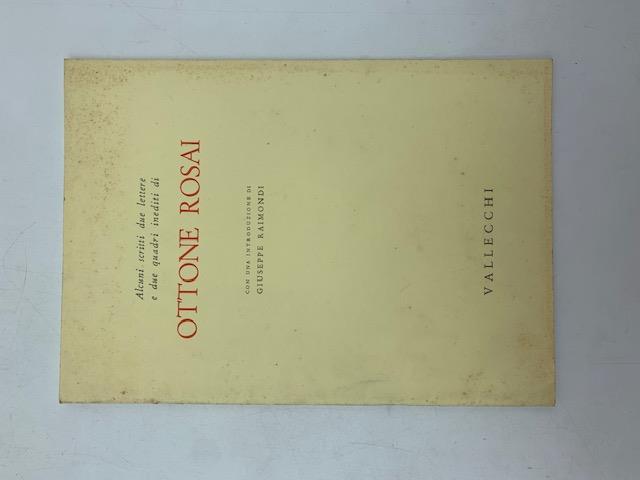 Alcuni scritti due lettere
e due quadri inediti di
OTTONE ROSAI
CON UNA INTRODUZIONE DI
GIUSEPPE RAIMONDI
VALLECCHI